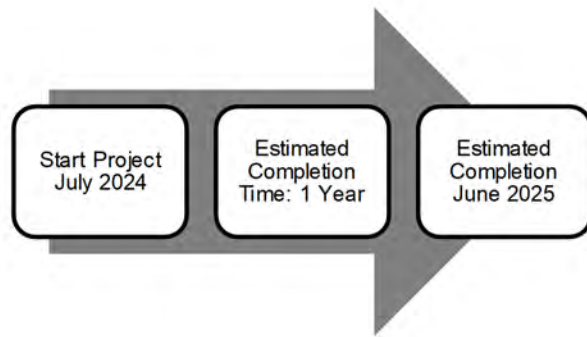 Start Project
July 2024
Estimated
Completion
Time: 1 Year
Estimated
Completion
June 2025